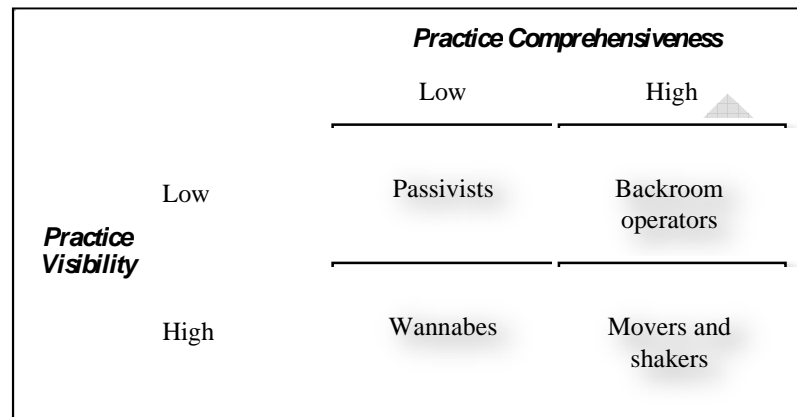 Practice Comprehensiveness
Low High
Low Passivists Backroom
operators
Practice
Visibility
High Wannabes Movers and
shakers